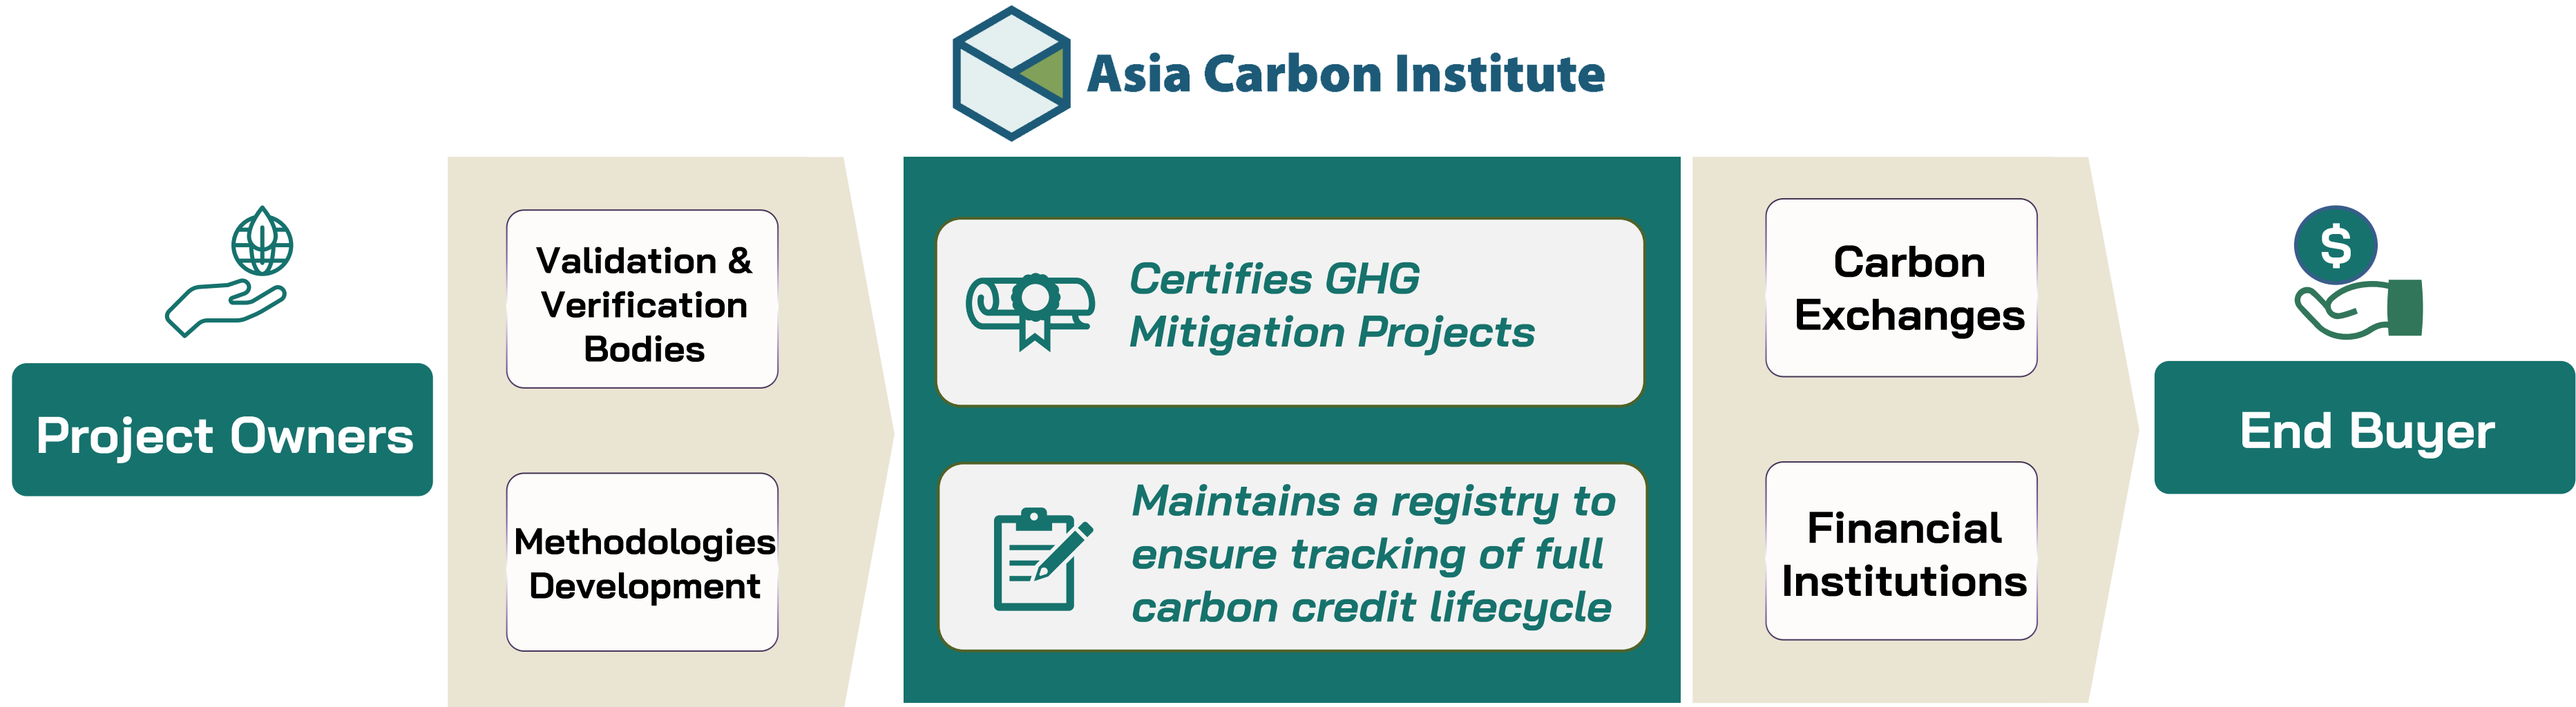 Asia Carbon Institute
Project Owners
Validation &
Verification
Bodies
Methodologies
Development
Certifies GHG
Mitigation Projects
Maintains a registry to
ensure tracking of full
carbon credit lifecycle
Carbon
Exchanges
Financial
Institutions
$
End Buyer